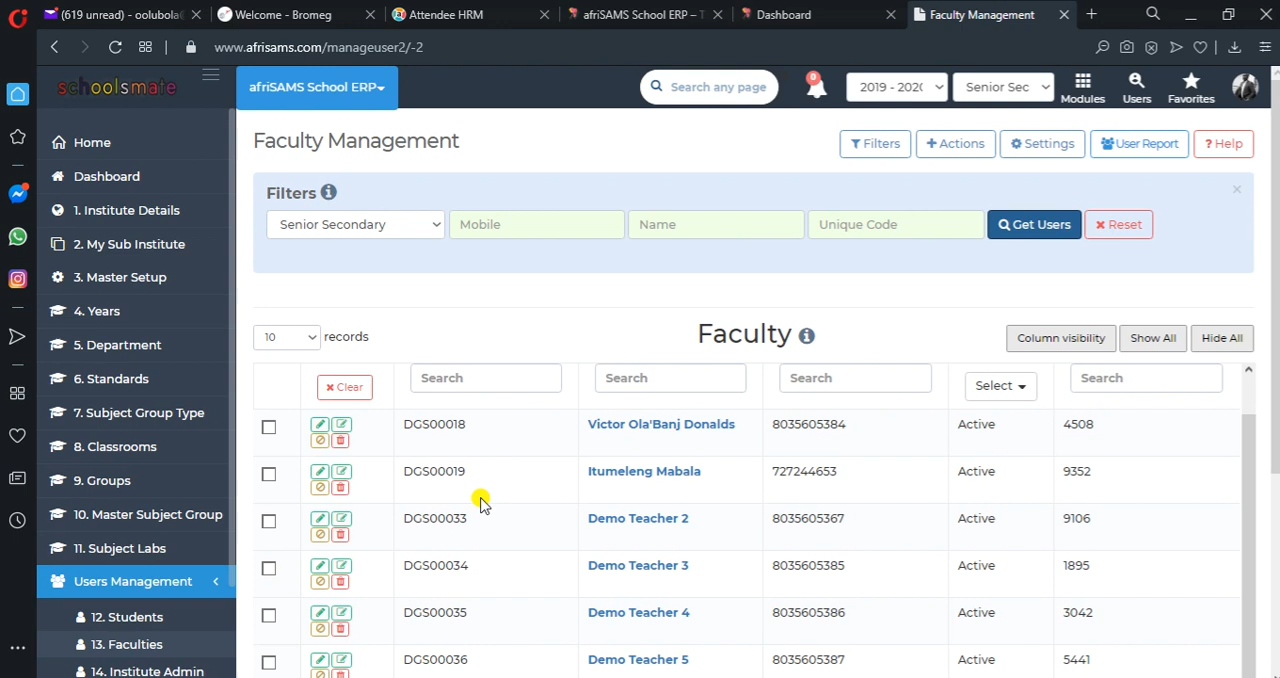 (619 unread) - oolubola
Welcome - Bromeg
Attendee HRM
afriSAMS School ERP – T
Dashboard
Faculty Management
www.afrisams.com/manageuser2/-2
schoolsmate
afriSAMS School ERP
Search any page
0
2019 - 202(
Senior Sec
Modules
Users
Favorites
Home
Dashboard
1. Institute Details
2. My Sub Institute
3. Master Setup
4. Years
5. Department
6. Standards
7. Subject Group Type
8. Classrooms
9. Groups
10. Master Subject Group
11. Subject Labs
Users Management
12. Students
13. Faculties
14. Institute Admin
Faculty Management
Filters
+Actions
Settings
User Report
? Help
Filters
Senior Secondary
Mobile
Name
Unique Code
Get Users
Reset
10
records
Faculty
Column visibility
Show All
Hide All
Clear
Search
Search
Search
Select
Search
DGS00018 Victor Ola'Banj Donalds 8035605384 Active 4508
DGS00019 Itumeleng Mabala 727244653 Active 9352
DGS00033 Demo Teacher 2 8035605367 Active 9106
DGS00034 Demo Teacher 3 8035605385 Active 1895
DGS00035 Demo Teacher 4 8035605386 Active 3042
DGS00036 Demo Teacher 5 8035605387 Active 5441